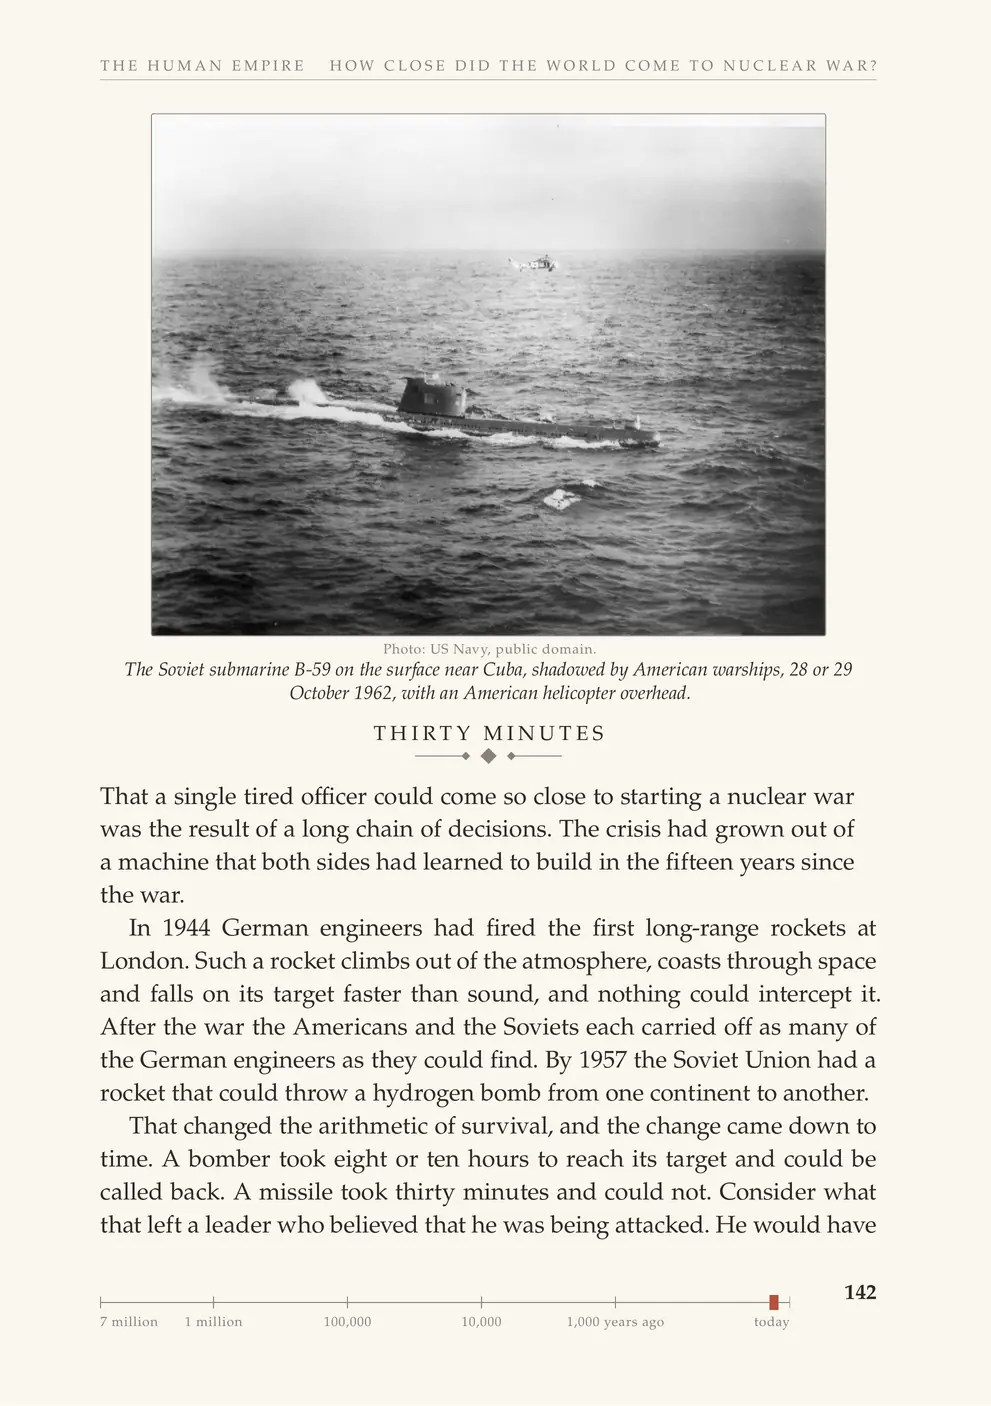 THE HUMAN EMPIRE HOW CLOSE DID THE WORLD COME TO NUCLEAR WAR?
Photo: US Navy, public domain.
The Soviet submarine B-59 on the surface near Cuba, shadowed by American warships, 28 or 29
October 1962, with an American helicopter overhead.
THIRTY MINUTES
That a single tired officer could come so close to starting a nuclear war
was the result of a long chain of decisions. The crisis had grown out of
a machine that both sides had learned to build in the fifteen years since
the war.
In 1944 German engineers had fired the first long-range rockets at
London. Such a rocket climbs out of the atmosphere, coasts through space
and falls on its target faster than sound, and nothing could intercept it.
After the war the Americans and the Soviets each carried off as many of
the German engineers as they could find. By 1957 the Soviet Union had a
rocket that could throw a hydrogen bomb from one continent to another.
That changed the arithmetic of survival, and the change came down to
time. A bomber took eight or ten hours to reach its target and could be
called back. A missile took thirty minutes and could not. Consider what
that left a leader who believed that he was being attacked. He would have
142
7 million 1 million 100,000 10,000 1,000 years ago today